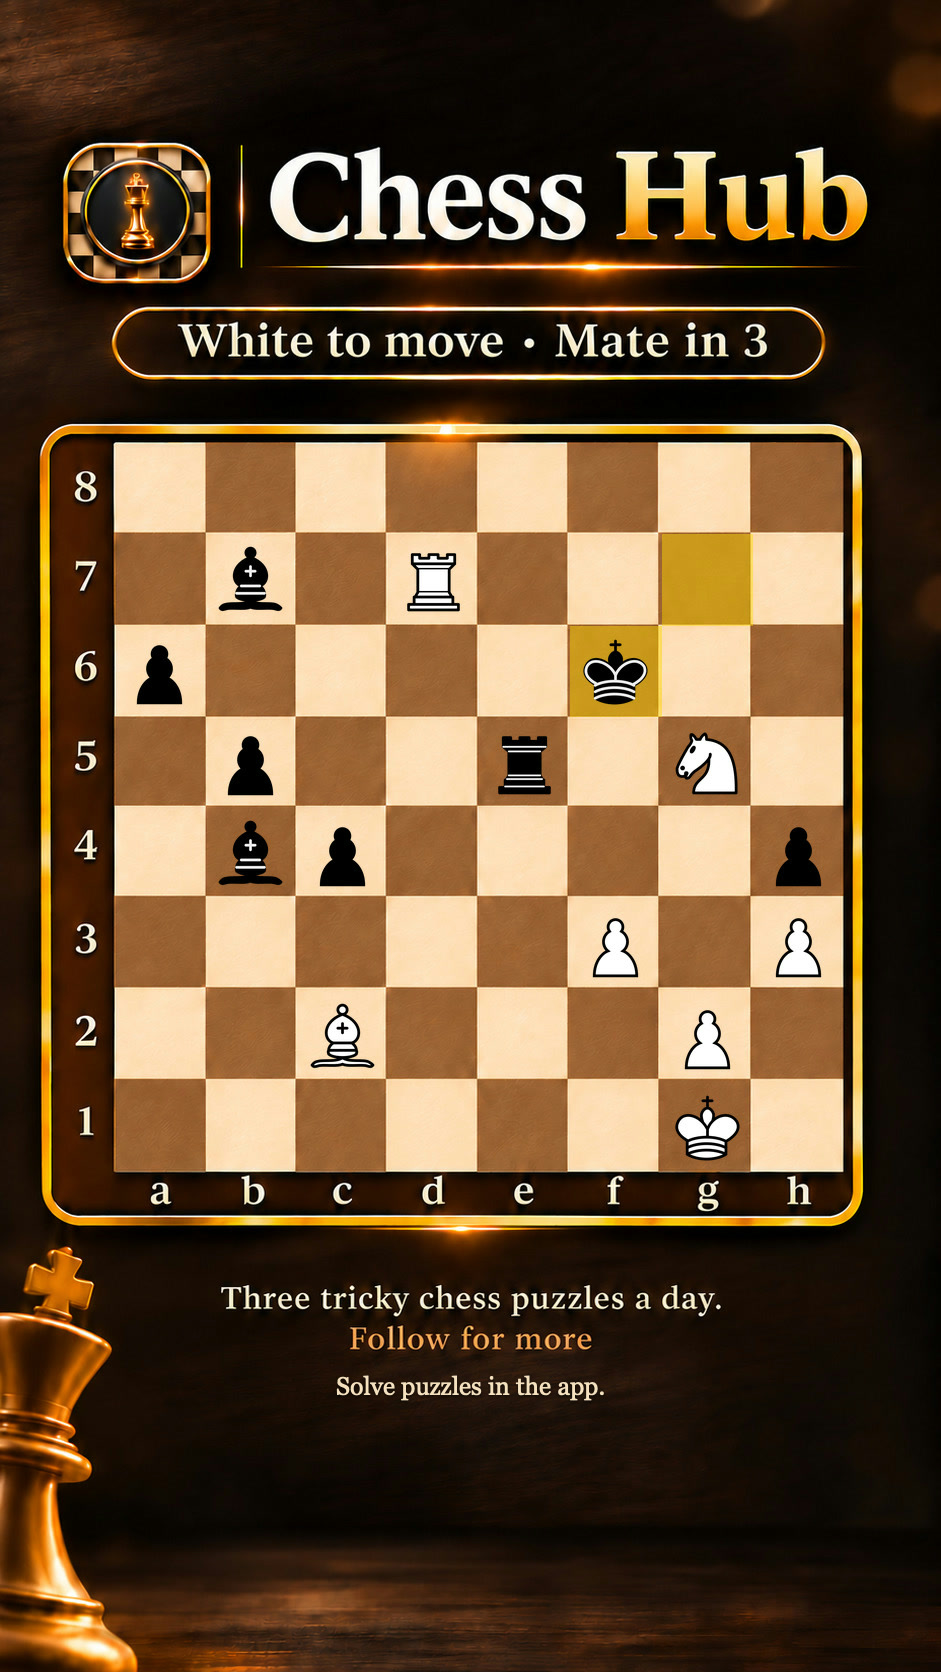 Chess Hub
White to move • Mate in 3
8
7
6
5
4
3
2
1
a b c d e f g h
Three tricky chess puzzles a day.
Follow for more
Solve puzzles in the app.